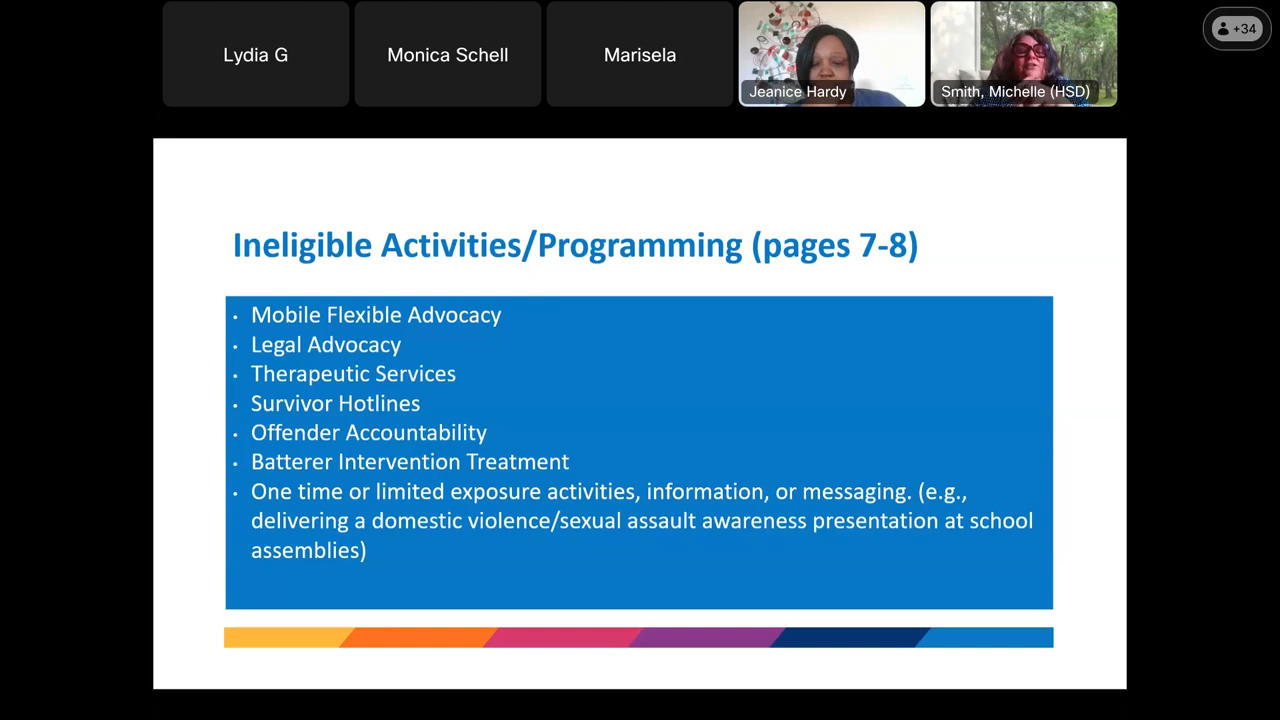 Lydia G
Monica Schell
Marisela
Jeanice Hardy
Smith, Michelle (HSD)
+34
Ineligible Activities/Programming (pages 7-8)
• Mobile Flexible Advocacy
• Legal Advocacy
• Therapeutic Services
• Survivor Hotlines
• Offender Accountability
• Batterer Intervention Treatment
• One time or limited exposure activities, information, or messaging. (e.g.,
delivering a domestic violence/sexual assault awareness presentation at school
assemblies)